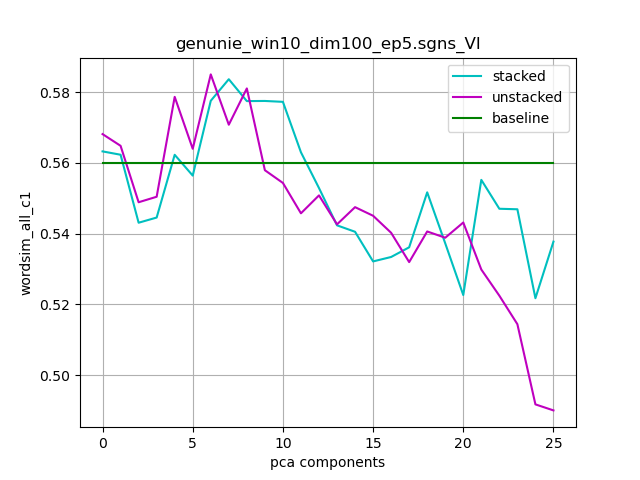 genunie_win10_dim100_ep5.sgns_VI
stacked
unstacked
baseline
wordsim_all_c1
0.58
0.56
0.54
0.52
0.50
0 5 10 15 20 25
pca components